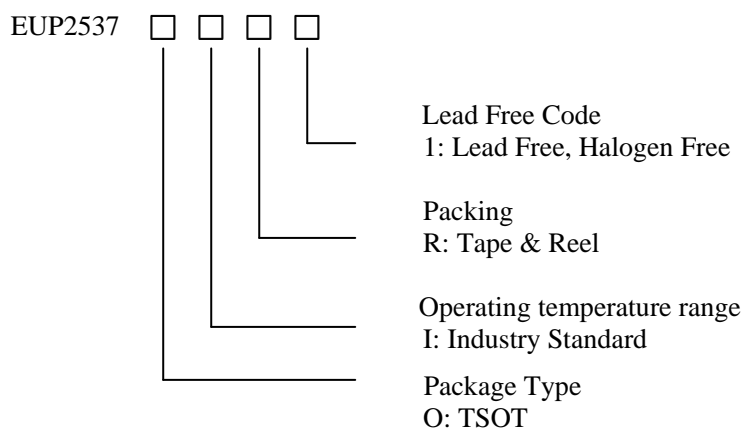 EUP2537
Lead Free Code
1: Lead Free, Halogen Free
Packing
R: Tape & Reel
Operating temperature range
I: Industry Standard
Package Type
O: TSOT